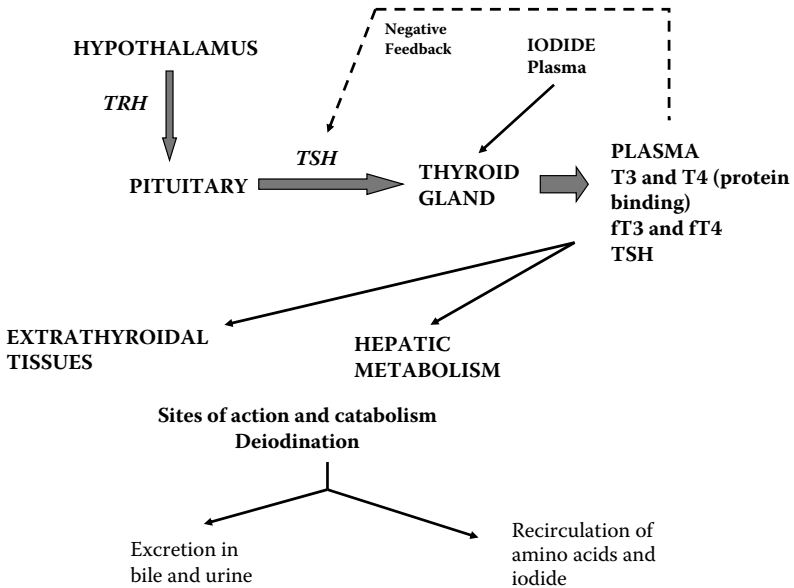 Negative
Feedback
HYPOTHALAMUS
IODIDE
Plasma
TRH
TSH
PITUITARY
THYROID
GLAND
PLASMA
T3 and T4 (protein
binding)
fT3 and fT4
TSH
EXTRATHYROIDAL
TISSUES
HEPATIC
METABOLISM
Sites of action and catabolism
Deiodination
Excretion in
bile and urine
Recirculation of
amino acids and
iodide